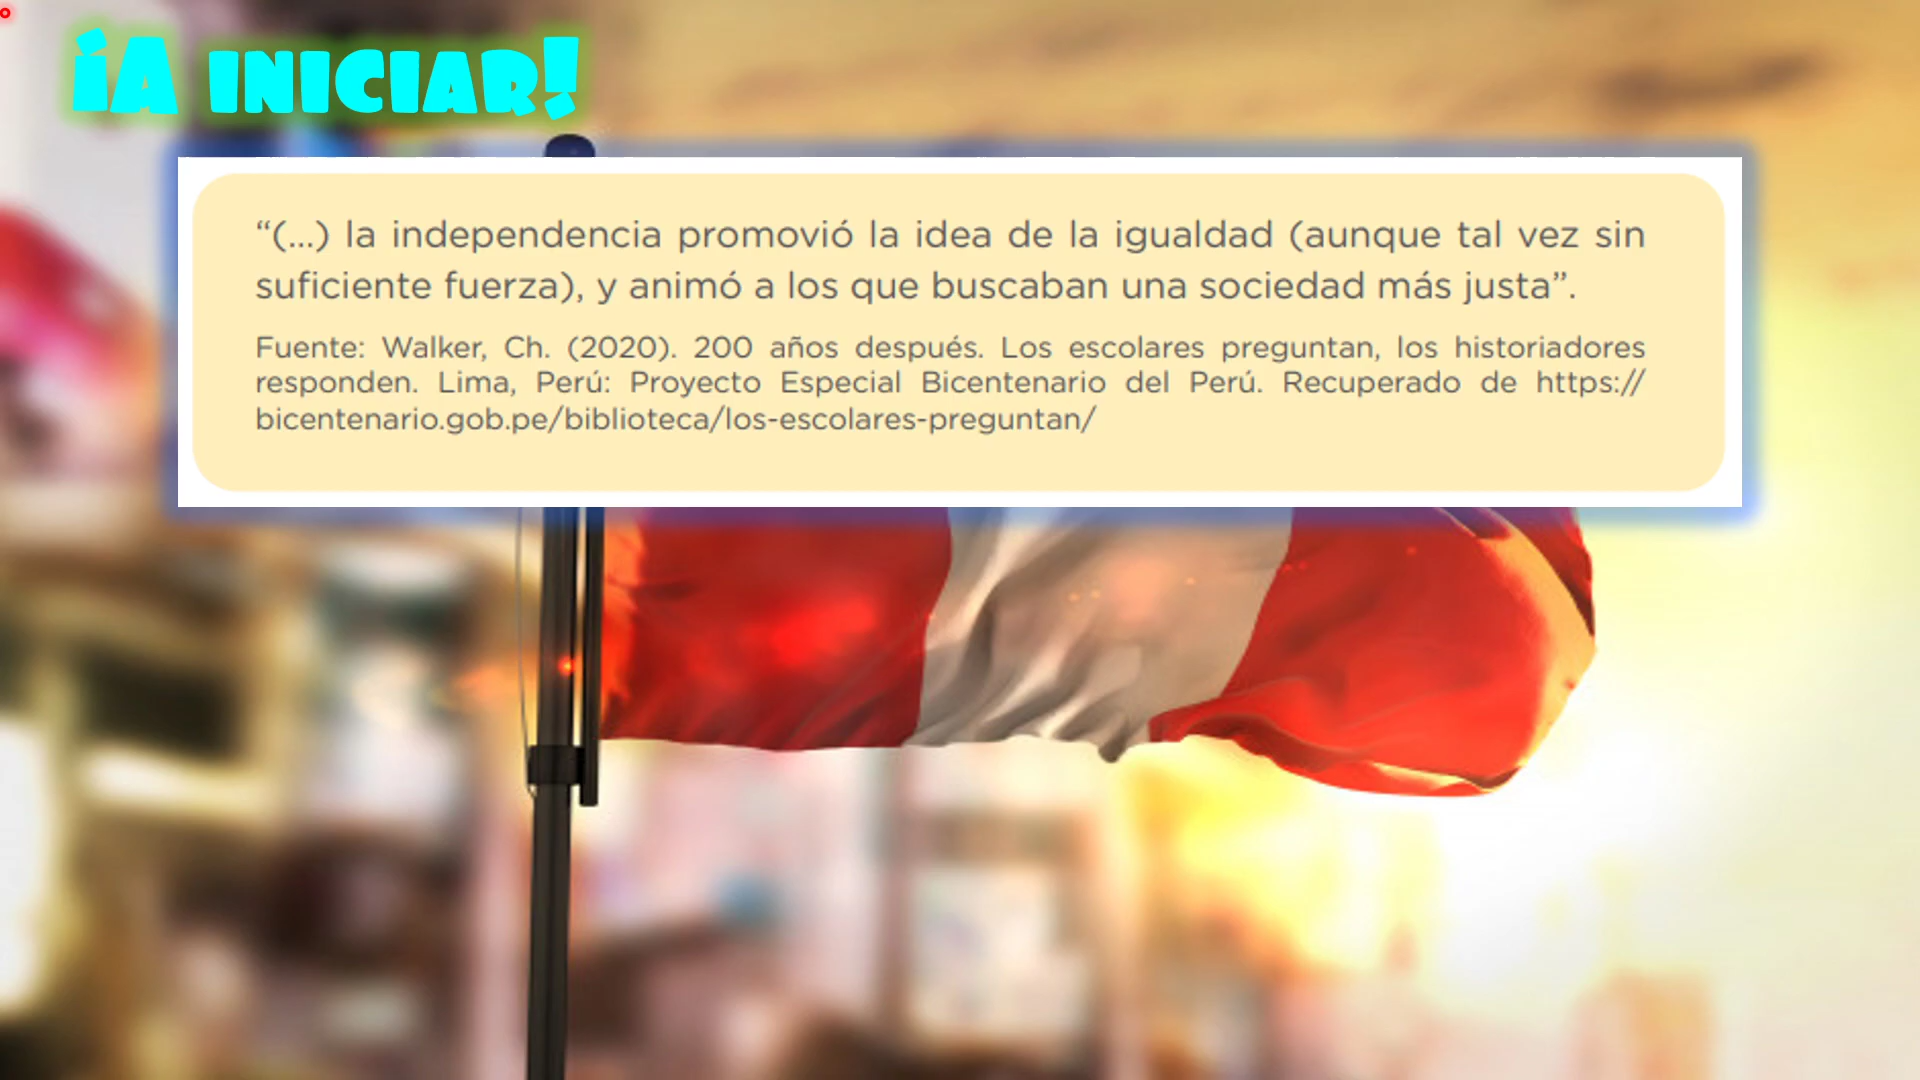 ¡A INICIAR!
“(...) la independencia promovió la idea de la igualdad (aunque tal vez sin
suficiente fuerza), y animó a los que buscaban una sociedad más justa”.
Fuente: Walker, Ch. (2020). 200 años después. Los escolares preguntan, los historiadores
responden. Lima, Perú: Proyecto Especial Bicentenario del Perú. Recuperado de https://
bicentenario.gob.pe/biblioteca/los-escolares-preguntan/